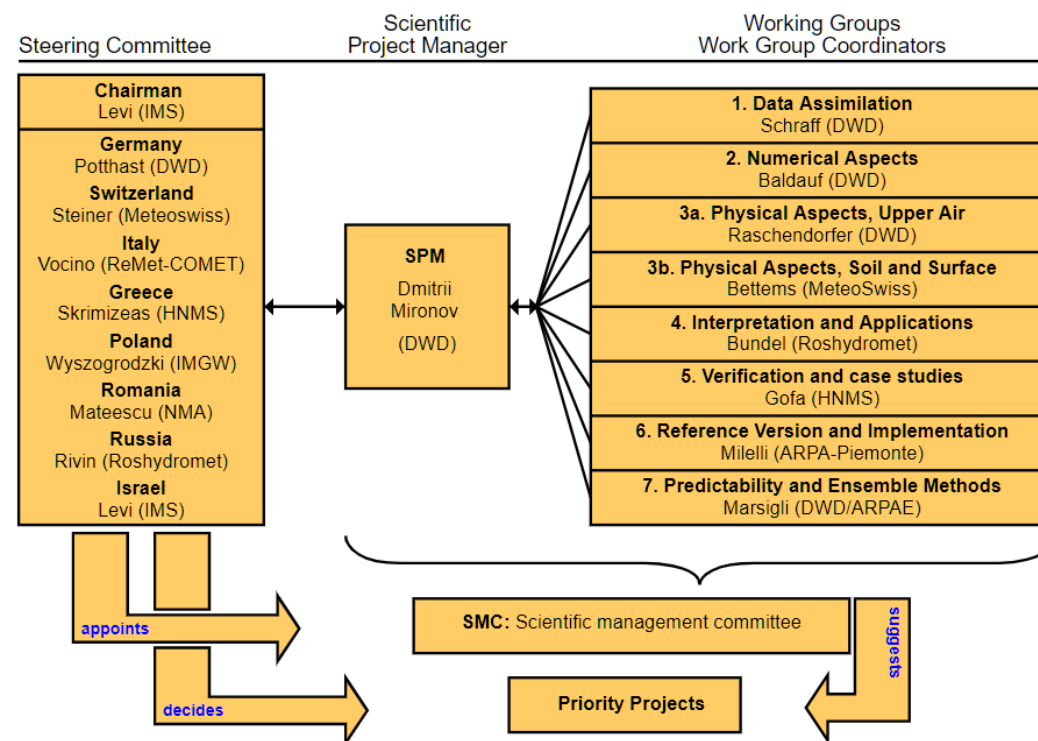 Steering Committee
Scientific
Project Manager
Working Groups
Work Group Coordinators
Chairman
Levi (IMS)
Germany
Potthast (DWD)
Switzerland
Steiner (Meteoswiss)
Italy
Vocino (ReMet-COMET)
Greece
Skrimizeas (HNMS)
Poland
Wyszogrodzki (IMGW)
Romania
Mateescu (NMA)
Russia
Rivin (Roshydromet)
Israel
Levi (IMS)
SPM
Dmitrii
Mironov
(DWD)
1. Data Assimilation
Schraff (DWD)
2. Numerical Aspects
Baldauf (DWD)
3a. Physical Aspects, Upper Air
Raschendorfer (DWD)
3b. Physical Aspects, Soil and Surface
Bettems (MeteoSwiss)
4. Interpretation and Applications
Bundel (Roshydromet)
5. Verification and case studies
Gofa (HNMS)
6. Reference Version and Implementation
Milelli (ARPA-Piemonte)
7. Predictability and Ensemble Methods
Marsigli (DWD/ARPAE)
appoints
SMC: Scientific management committee
suggests
decides
Priority Projects